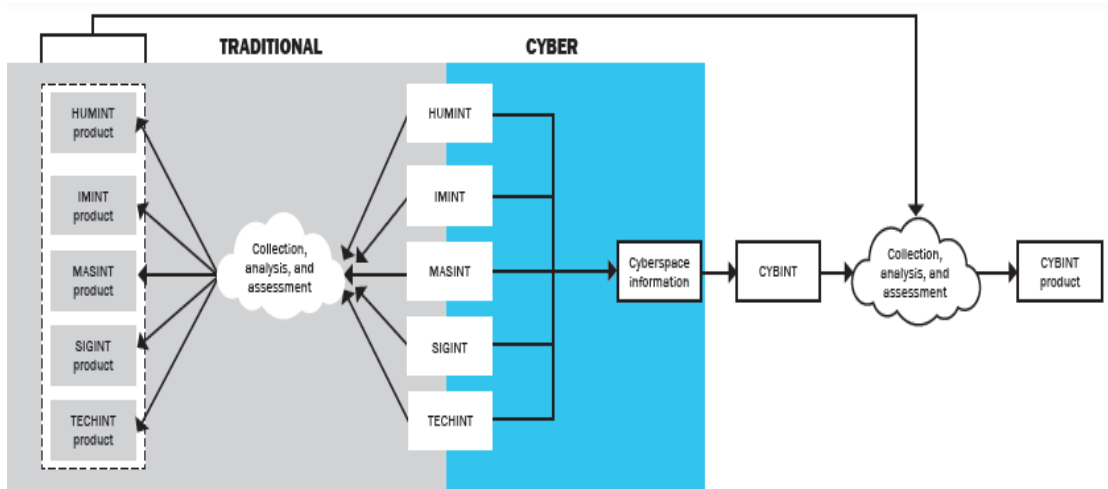 TRADITIONAL
CYBER
HUMINT
product
IMINT
product
MASINT
product
SIGINT
product
TECHINT
product
Collection,
analysis, and
assessment
HUMINT
IMINT
MASINT
SIGINT
TECHINT
Cyberspace
information
CYBINT
Collection,
analysis, and
assessment
CYBINT
product